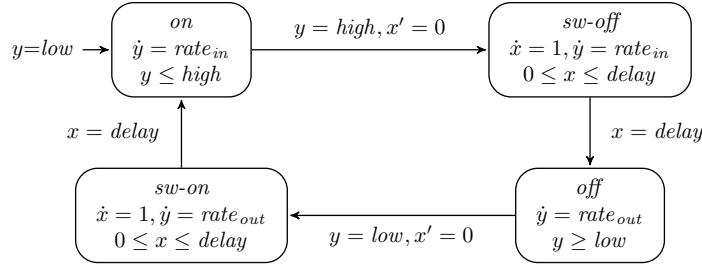 on
ẏ = rate_in
y ≤ high
y=low
y = high, x′ = 0
sw-off
ẋ = 1, ẏ = rate_in
0 ≤ x ≤ delay
x = delay
x = delay
sw-on
ẋ = 1, ẏ = rate_out
0 ≤ x ≤ delay
y = low, x′ = 0
off
ẏ = rate_out
y ≥ low